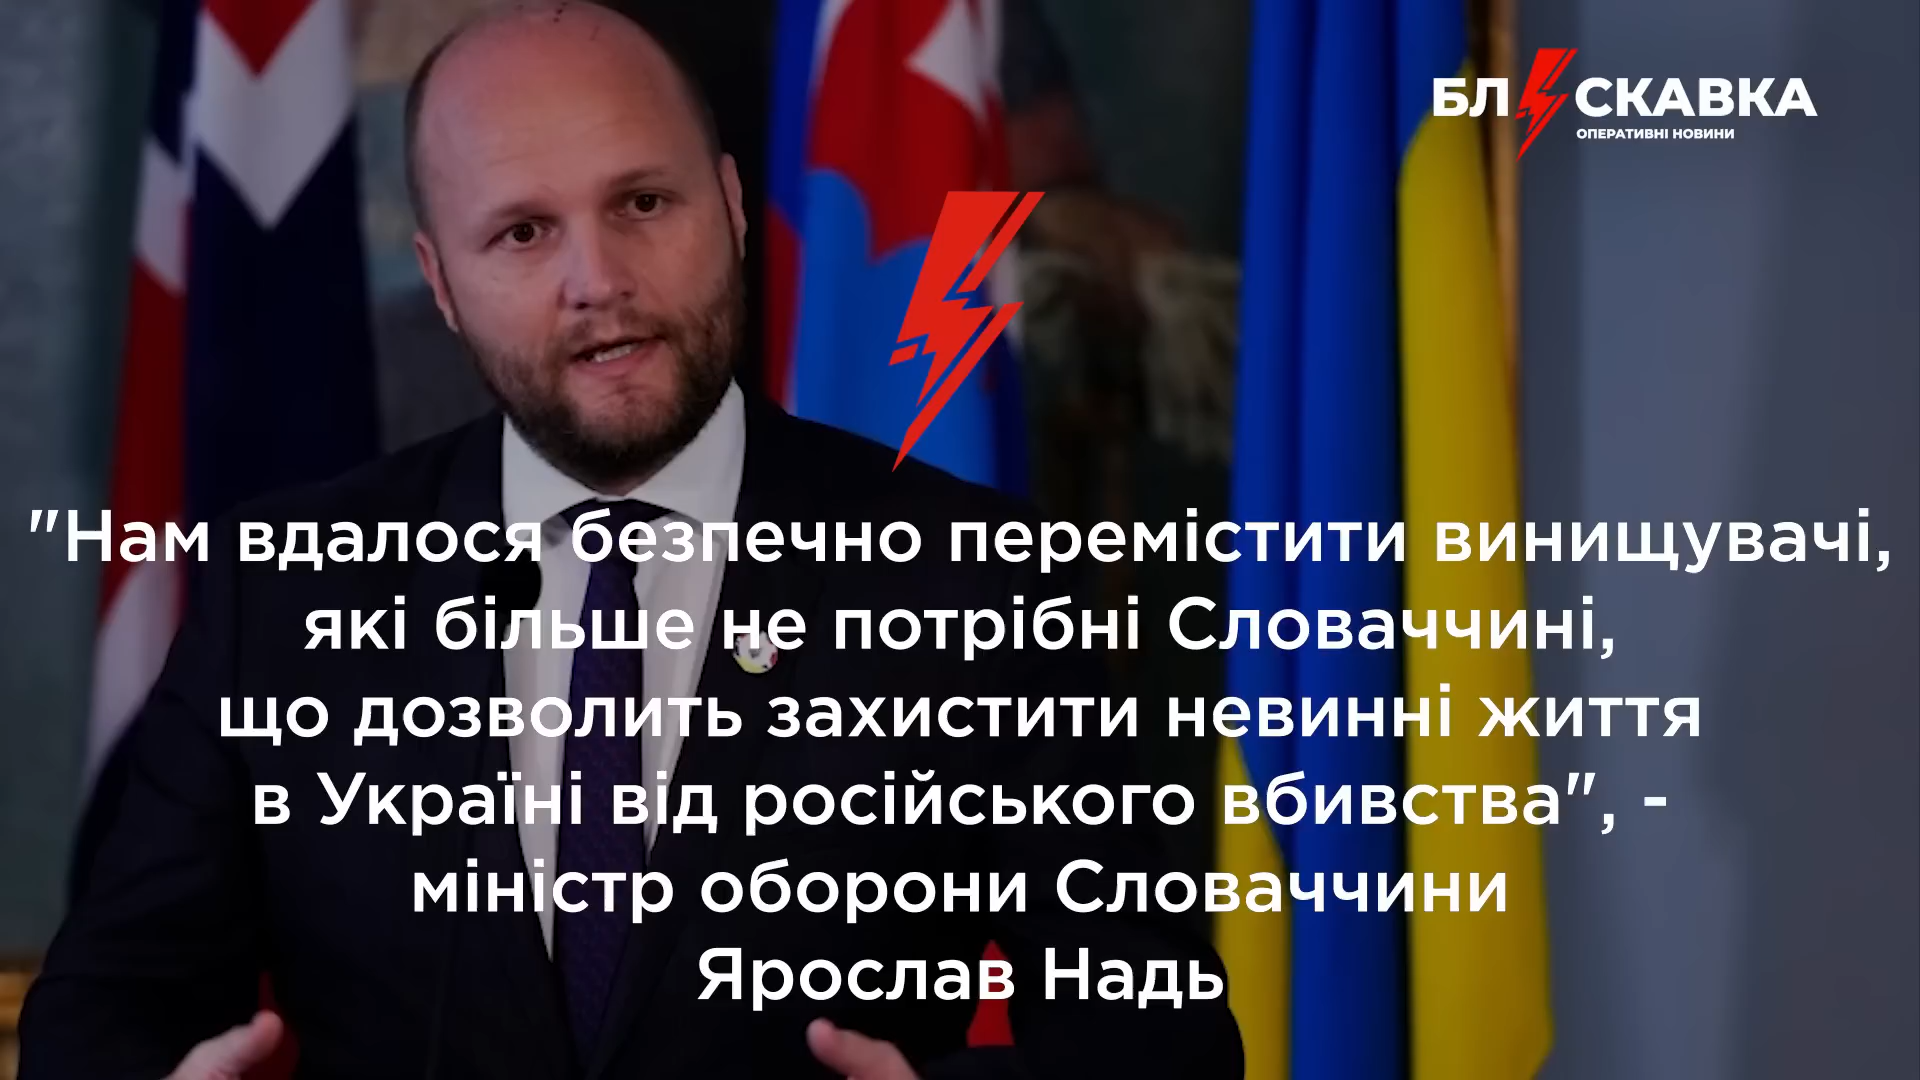 БЛИСКАВКА
ОПЕРАТИВНІ НОВИНИ
"Нам вдалося безпечно перемістити винищувачі,
які більше не потрібні Словаччині,
що дозволить захистити невинні життя
в Україні від російського вбивства", -
міністр оборони Словаччини
Ярослав Надь